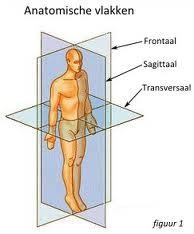 Anatomische vlakken
Frontaal
Sagittaal
Transversaal
figuur 1